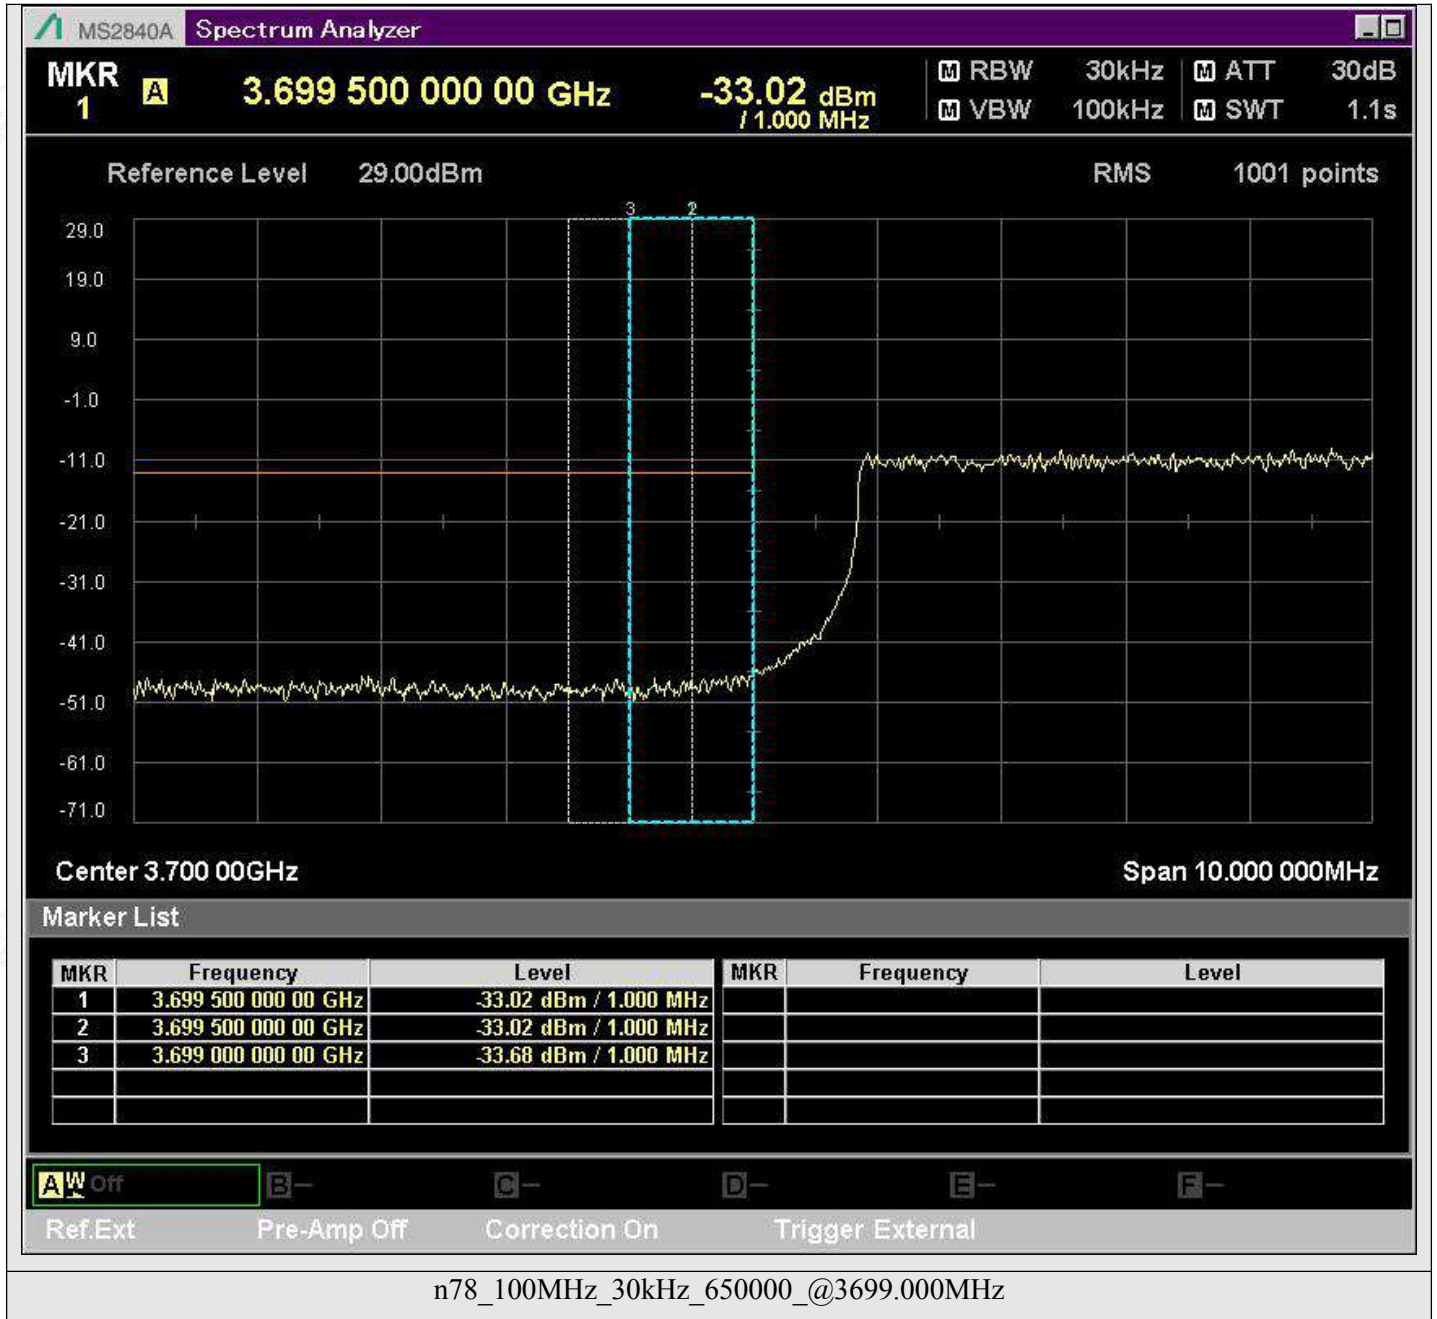 MS2840A Spectrum Analyzer
MKR 1 A 3.699 500 000 00 GHz -33.02 dBm / 1.000 MHz
M RBW 30kHz M ATT 30dB
M VBW 100kHz M SWT 1.1s
Reference Level 29.00dBm RMS 1001 points
3 2
29.0
19.0
9.0
-1.0
-11.0
-21.0
-31.0
-41.0
-51.0
-61.0
-71.0
Center 3.700 00GHz Span 10.000 000MHz
Marker List
MKR Frequency Level MKR Frequency Level
1 3.699 500 000 00 GHz -33.02 dBm / 1.000 MHz
2 3.699 500 000 00 GHz -33.02 dBm / 1.000 MHz
3 3.699 000 000 00 GHz -33.68 dBm / 1.000 MHz
A W Off B - C - D - E - F -
Ref.Ext Pre-Amp Off Correction On Trigger External
n78_100MHz_30kHz_650000_@3699.000MHz